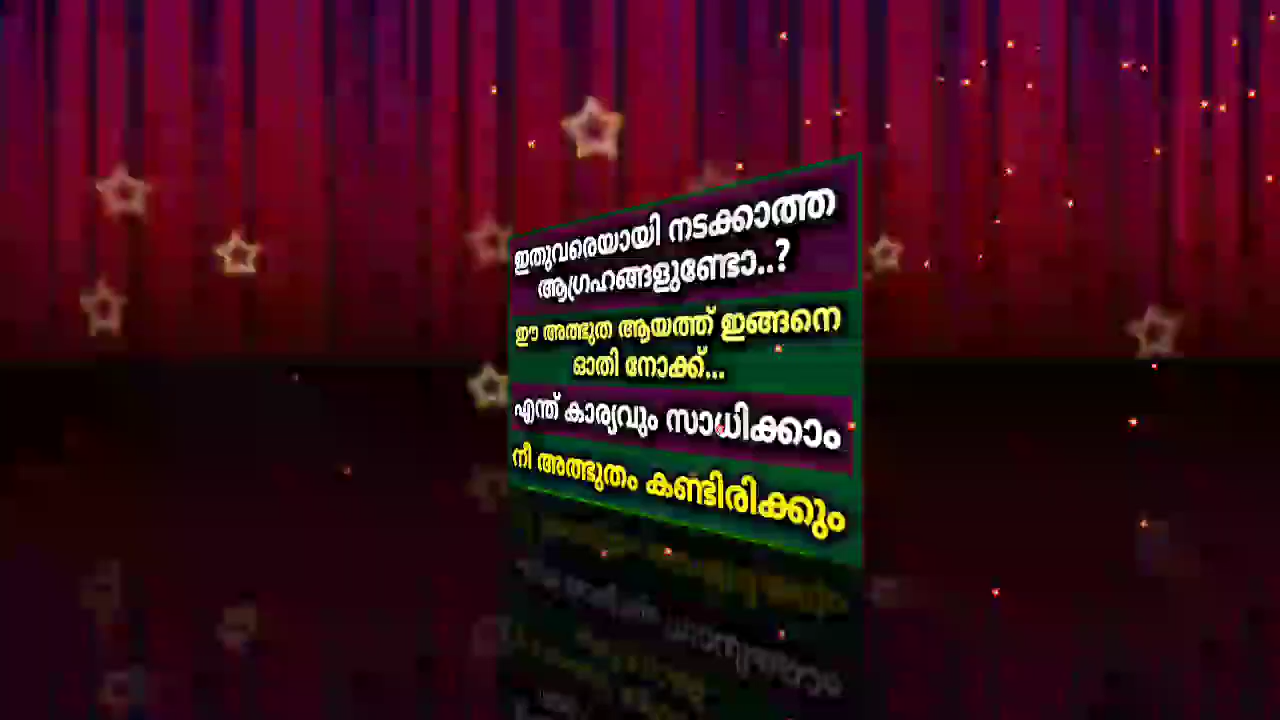 ഇതുവരെയായി നടക്കാത്ത
ആഗ്രഹങ്ങളുണ്ടോ..?
ഈ അത്ഭുത ആയത്ത് ഇങ്ങനെ
ഓതി നോക്ക്...
എന്ത് കാര്യവും സാധിക്കാം
നീ അത്ഭുതം കണ്ടിരിക്കും